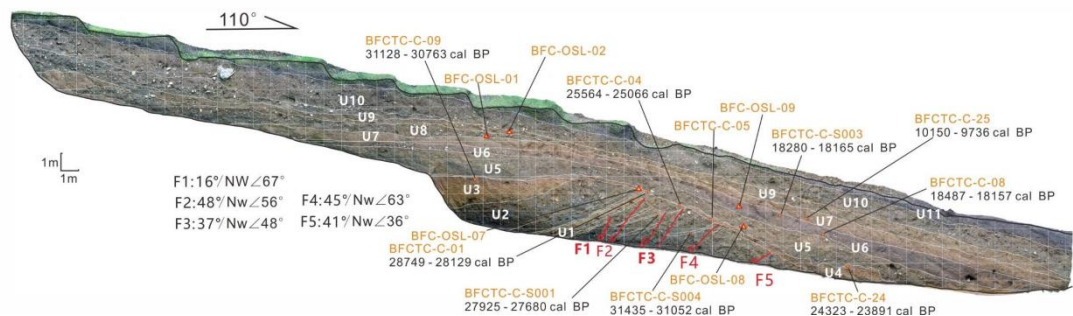 110°
BFCTC-C-09
31128 - 30763 cal BP
BFC-OSL-02
BFC-OSL-01
BFCTC-C-04
25564 - 25066 cal BP
BFC-OSL-09
BFCTC-C-05
BFCTC-C-S003
18280 - 18165 cal BP
BFCTC-C-25
10150 - 9736 cal BP
BFCTC-C-08
18487 - 18157 cal BP
U10
U9
U7
U8
U6
U5
U3
U2
U1
U9
U10
U7
U11
U5
U6
U4
1m
1m
F1:16°/NW∠67°
F2:48°/Nw∠56°
F4:45°/Nw∠63°
F3:37°/Nw∠48°
F5:41°/Nw∠36°
BFC-OSL-07
BFCTC-C-01
28749 - 28129 cal BP
F1
F2
F3
F4
F5
BFC-OSL-08
BFCTC-C-S001
27925 - 27680 cal BP
BFCTC-C-S004
31435 - 31052 cal BP
BFCTC-C-24
24323 - 23891 cal BP